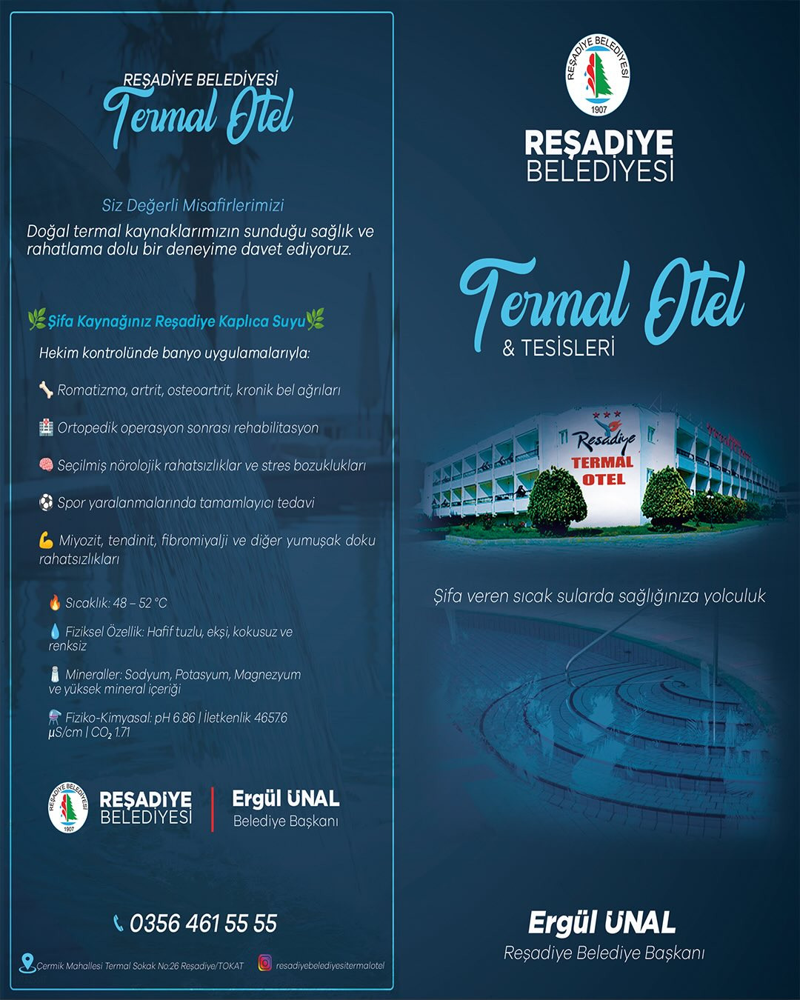 REŞADİYE BELEDİYESİ
Termal Otel
Siz Değerli Misafirlerimizi
Doğal termal kaynaklarımızın sunduğu sağlık ve
rahatlama dolu bir deneyime davet ediyoruz.
🌿Şifa Kaynağınız Reşadiye Kaplıca Suyu🌿
Hekim kontrolünde banyo uygulamalarıyla:
🦴 Romatizma, artrit, osteoartrit, kronik bel ağrıları
🏥 Ortopedik operasyon sonrası rehabilitasyon
🧠 Seçilmiş nörolojik rahatsızlıklar ve stres bozuklukları
⚽ Spor yaralanmalarında tamamlayıcı tedavi
💪 Miyozit, tendinit, fibromiyalji ve diğer yumuşak doku
rahatsızlıkları
🔥 Sıcaklık: 48 – 52 °C
💧 Fiziksel Özellik: Hafif tuzlu, ekşi, kokusuz ve
renksiz
🧂 Mineraller: Sodyum, Potasyum, Magnezyum
ve yüksek mineral içeriği
⚗️ Fiziko-Kimyasal: pH 6.86 | İletkenlik 4657.6
µS/cm | CO₂ 1.71
REŞADİYE BELEDİYESİ
1907
REŞADİYE
BELEDİYESİ
Ergül ÜNAL
Belediye Başkanı
0356 461 55 55
Çermik Mahallesi Termal Sokak No:26 Reşadiye/TOKAT
resadiyebelediyesitermalotel
REŞADİYE BELEDİYESİ
1907
REŞADİYE
BELEDİYESİ
Termal Otel
& TESİSLERİ
Resadiye
TERMAL
OTEL
Şifa veren sıcak sularda sağlığınıza yolculuk
Ergül ÜNAL
Reşadiye Belediye Başkanı